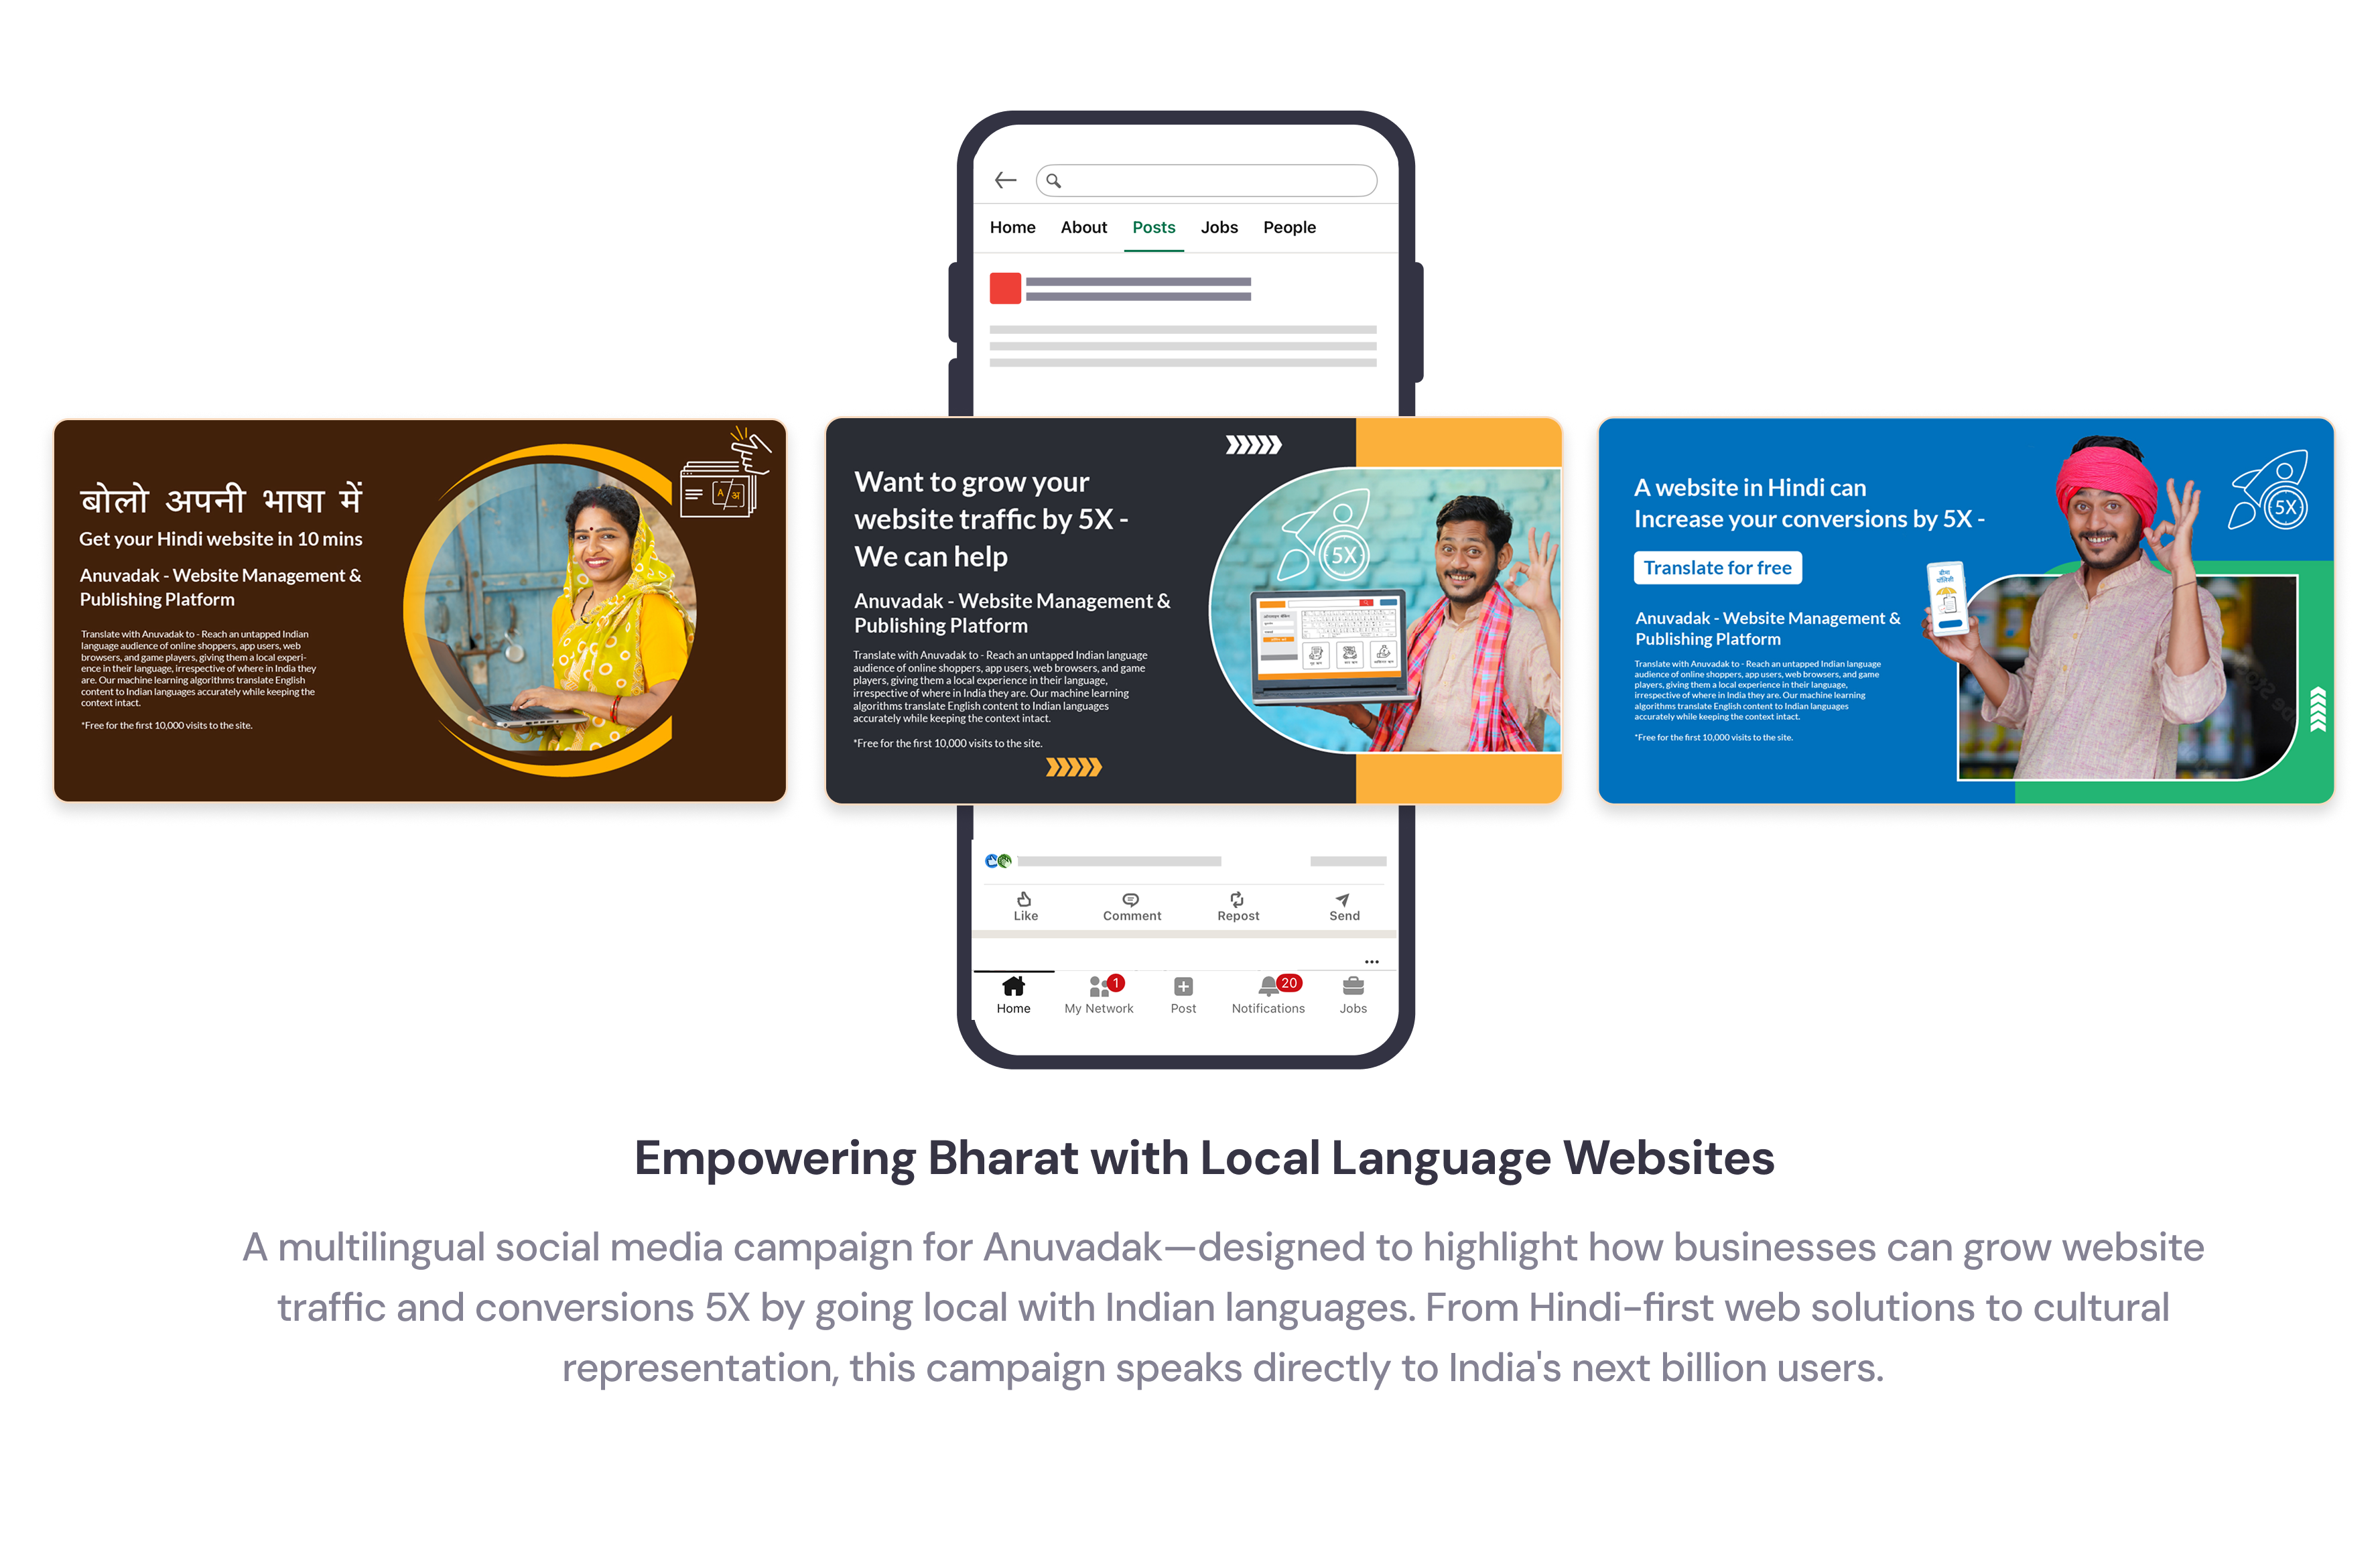 Home About Posts Jobs People
बोलो अपनी भाषा में
Get your Hindi website in 10 mins
Anuvadak - Website Management &
Publishing Platform
Translate with Anuvadak to - Reach an untapped Indian
language audience of online shoppers, app users, web
browsers, and game players, giving them a local experi-
ence in their language, irrespective of where in India they
are. Our machine learning algorithms translate English
content to Indian languages accurately while keeping the
context intact.
*Free for the first 10,000 visits to the site.
A अ
Want to grow your
website traffic by 5X -
We can help
Anuvadak - Website Management &
Publishing Platform
Translate with Anuvadak to - Reach an untapped Indian language
audience of online shoppers, app users, web browsers, and game
players, giving them a local experience in their language,
irrespective of where in India they are. Our machine learning
algorithms translate English content to Indian languages
accurately while keeping the context intact.
*Free for the first 10,000 visits to the site.
5X
A website in Hindi can
Increase your conversions by 5X -
Translate for free
Anuvadak - Website Management &
Publishing Platform
Translate with Anuvadak to - Reach an untapped Indian language
audience of online shoppers, app users, web browsers, and game
players, giving them a local experience in their language,
irrespective of where in India they are. Our machine learning
algorithms translate English content to Indian languages
accurately while keeping the context intact.
*Free for the first 10,000 visits to the site.
बीमा
पॉलिसी
5X
Like Comment Repost Send
1 20
Home My Network Post Notifications Jobs
Empowering Bharat with Local Language Websites
A multilingual social media campaign for Anuvadak—designed to highlight how businesses can grow website
traffic and conversions 5X by going local with Indian languages. From Hindi-first web solutions to cultural
representation, this campaign speaks directly to India's next billion users.